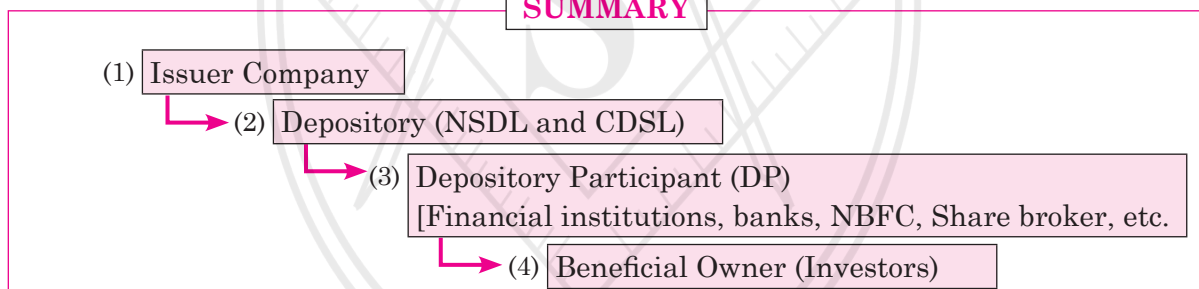 SUMMARY
(1) Issuer Company
(2) Depository (NSDL and CDSL)
(3) Depository Participant (DP)
[Financial institutions, banks, NBFC, Share broker, etc.
(4) Beneficial Owner (Investors)